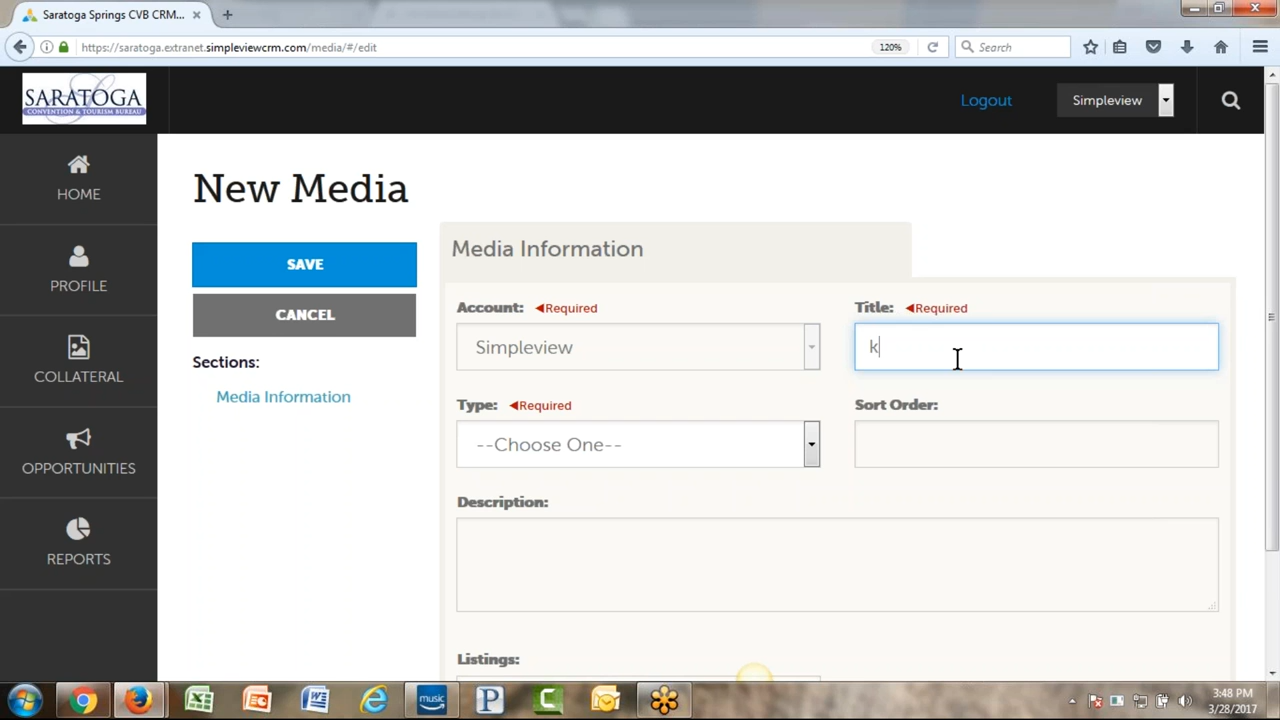 Saratoga Springs CVB CRM...
https://saratoga.extranet.simpleviewcrm.com/media/#/edit
120%
Search
SARATOGA
CONVENTION & TOURISM BUREAU
Logout
Simpleview
HOME
PROFILE
COLLATERAL
OPPORTUNITIES
REPORTS
New Media
SAVE
CANCEL
Sections:
Media Information
Media Information
Account: Required
Title: Required
Simpleview
k
Type: Required
Sort Order:
--Choose One--
Description:
Listings:
music
3:48 PM
3/28/2017